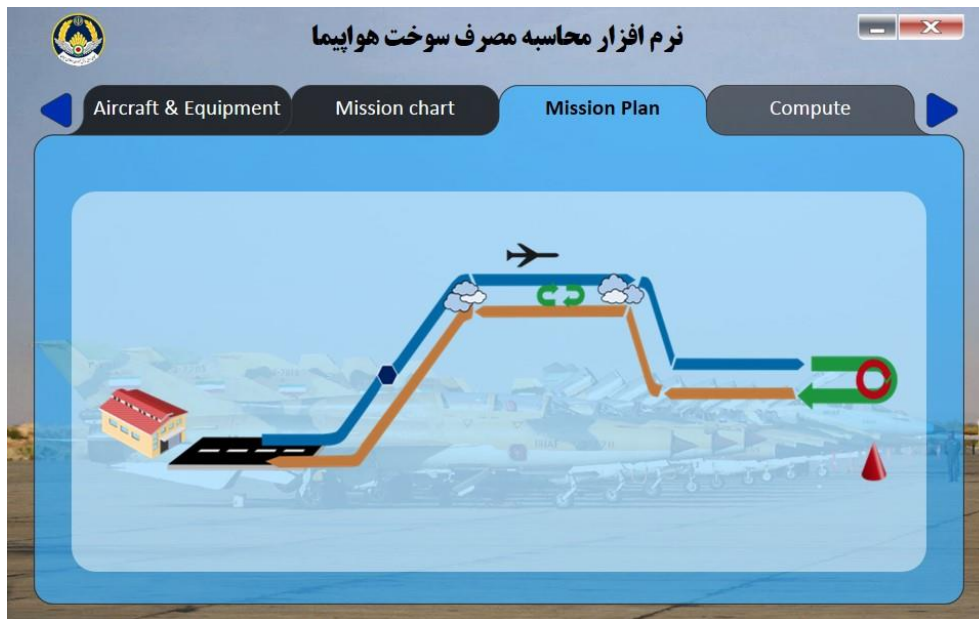 نرم افزار محاسبه مصرف سوخت هواپیما
Aircraft & Equipment
Mission chart
Mission Plan
Compute